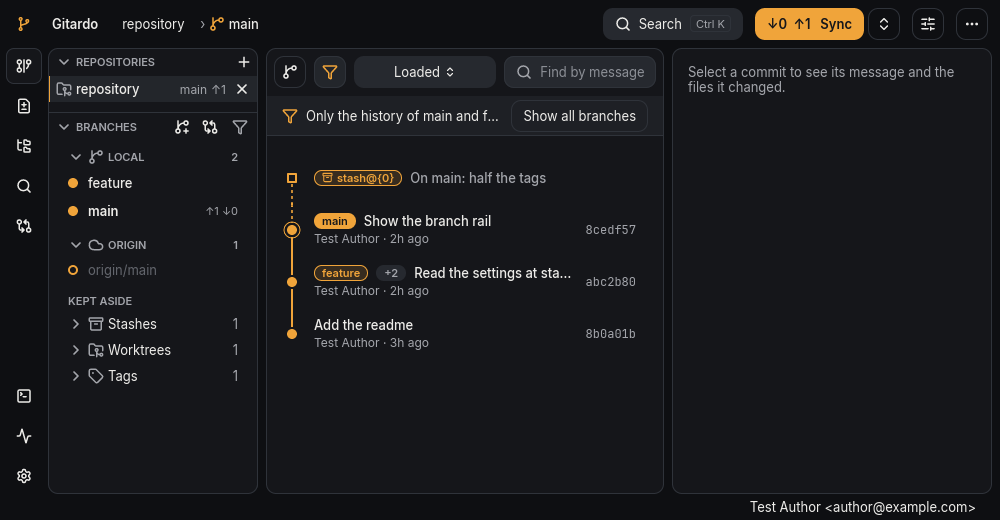 Gitardo
repository › main
Search Ctrl K
↓0 ↑1 Sync
REPOSITORIES
repository main ↑1
BRANCHES
LOCAL 2
feature
main ↑1 ↓0
ORIGIN 1
origin/main
KEPT ASIDE
Stashes 1
Worktrees 1
Tags 1
Loaded
Find by message
Only the history of main and f...
Show all branches
stash@{0} On main: half the tags
main Show the branch rail
Test Author · 2h ago 8cedf57
feature +2 Read the settings at sta...
Test Author · 2h ago abc2b80
Add the readme
Test Author · 3h ago 8b0a01b
Select a commit to see its message and the
files it changed.
Test Author <author@example.com>